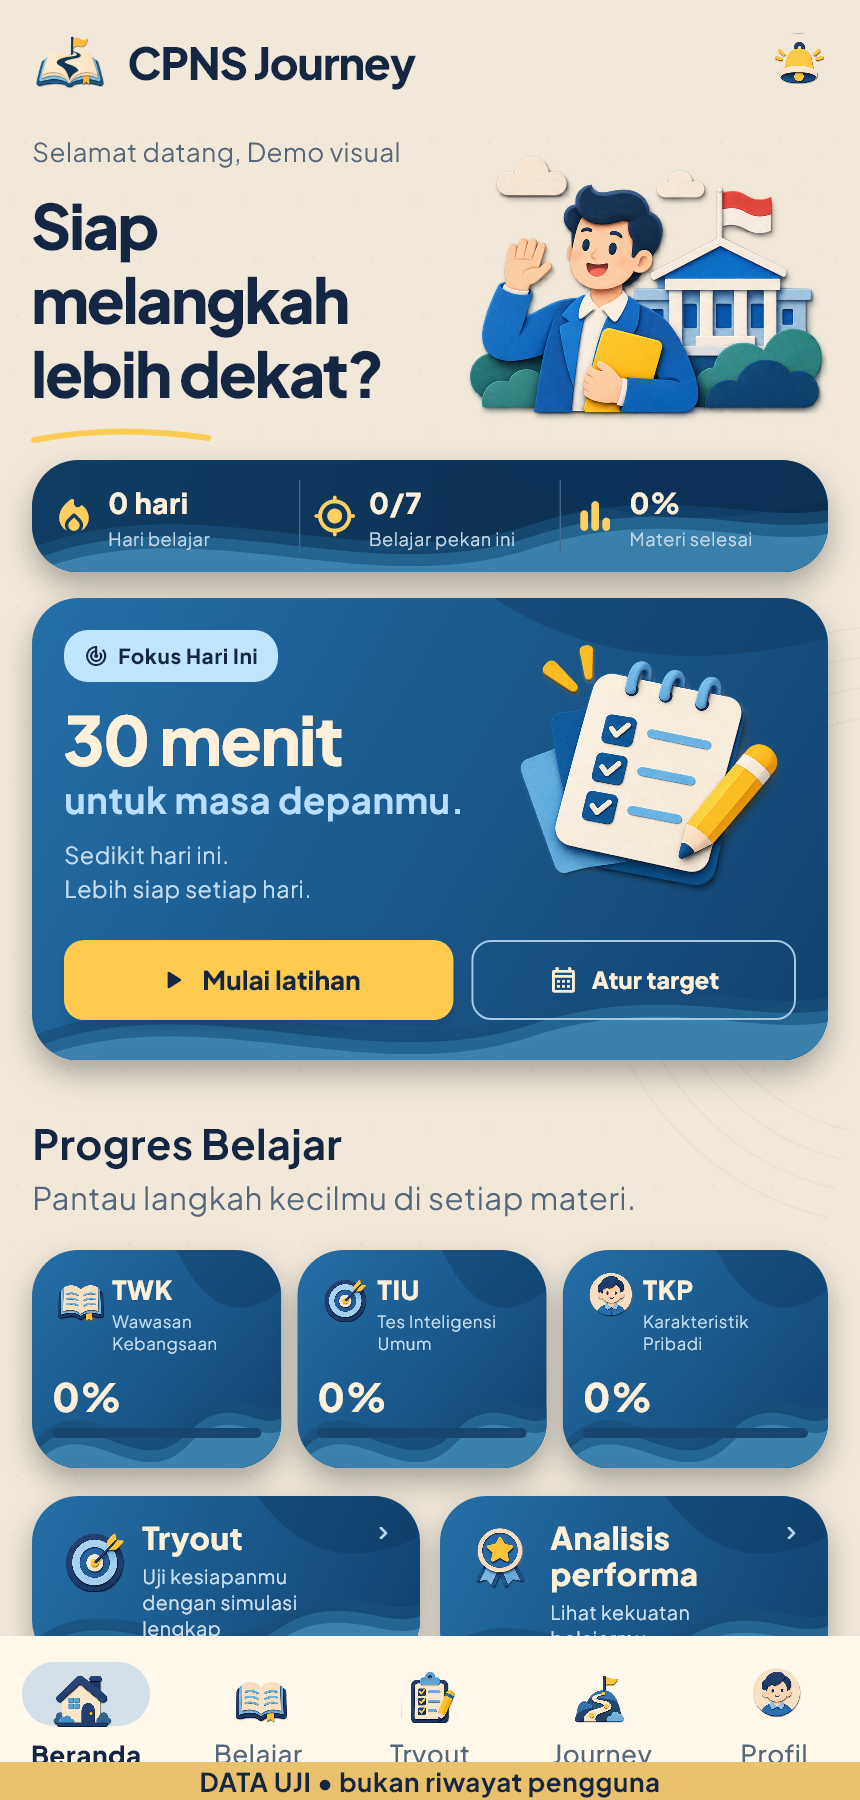 CPNS Journey
Selamat datang, Demo visual
Siap
melangkah
lebih dekat?
0 hari
Hari belajar
0/7
Belajar pekan ini
0%
Materi selesai
Fokus Hari Ini
30 menit
untuk masa depanmu.
Sedikit hari ini.
Lebih siap setiap hari.
Mulai latihan
Atur target
Progres Belajar
Pantau langkah kecilmu di setiap materi.
TWK
Wawasan
Kebangsaan
0%
TIU
Tes Inteligensi
Umum
0%
TKP
Karakteristik
Pribadi
0%
Tryout
Uji kesiapanmu
dengan simulasi
lengkap
Analisis
performa
Lihat kekuatan
Beranda
Belajar
Tryout
Journey
Profil
DATA UJI • bukan riwayat pengguna